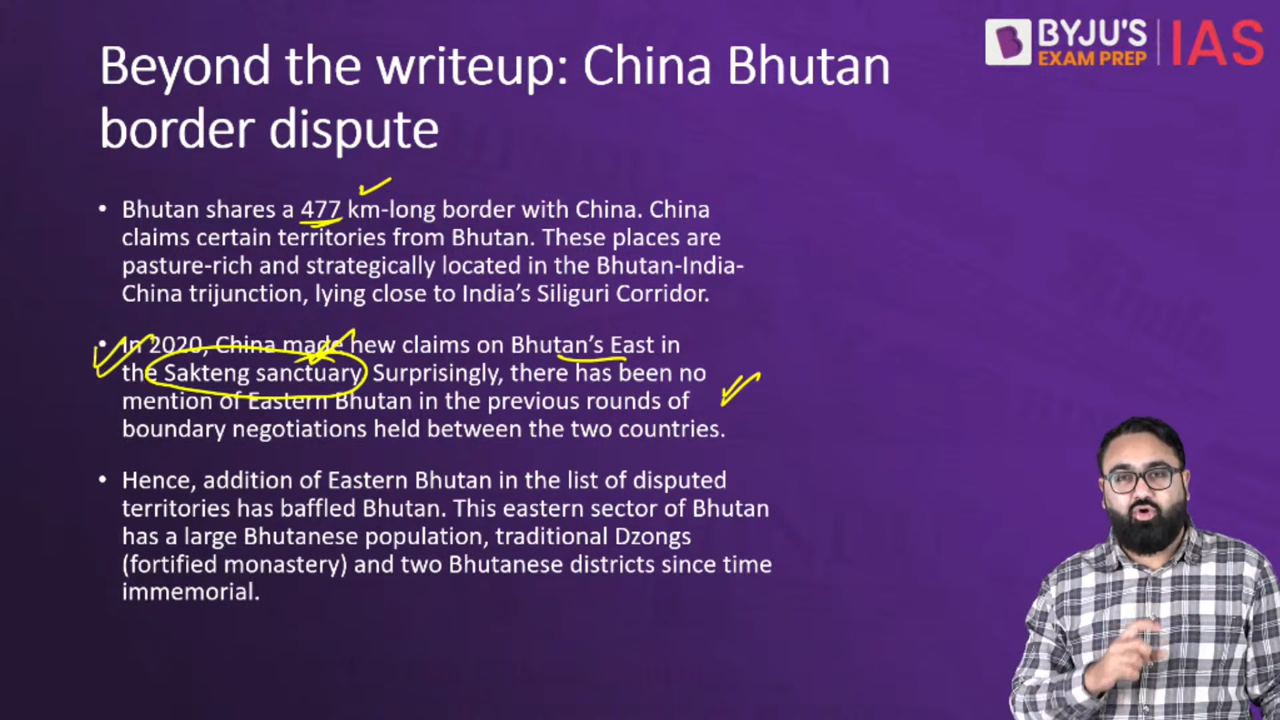 Beyond the writeup: China Bhutan
border dispute
BYJU'S
EXAM PREP
IAS
• Bhutan shares a 477 km-long border with China. China
claims certain territories from Bhutan. These places are
pasture-rich and strategically located in the Bhutan-India-
China trijunction, lying close to India's Siliguri Corridor.
• In 2020, China made new claims on Bhutan's East in
the Sakteng sanctuary. Surprisingly, there has been no
mention of Eastern Bhutan in the previous rounds of
boundary negotiations held between the two countries.
• Hence, addition of Eastern Bhutan in the list of disputed
territories has baffled Bhutan. This eastern sector of Bhutan
has a large Bhutanese population, traditional Dzongs
(fortified monastery) and two Bhutanese districts since time
immemorial.